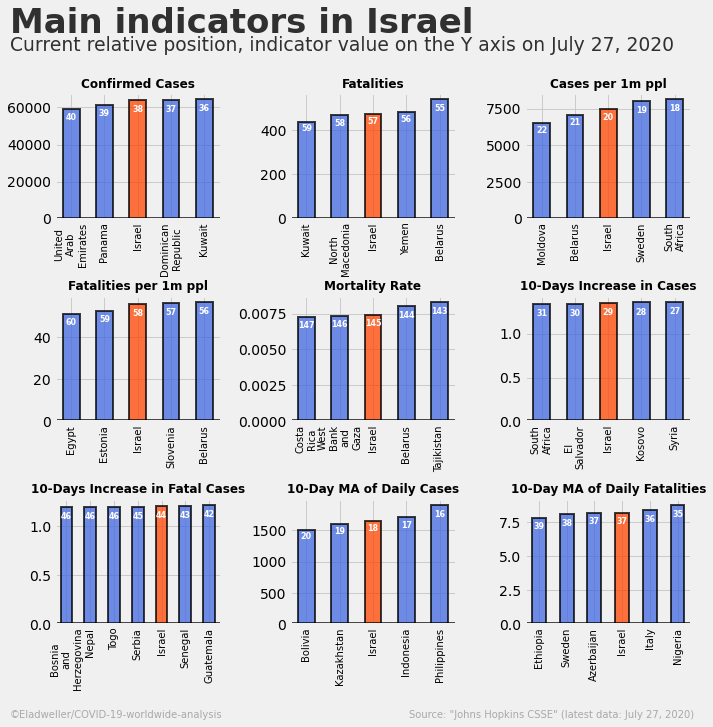 Main indicators in Israel
Current relative position, indicator value on the Y axis on July 27, 2020
Confirmed Cases
60000
40000
20000
0
40
39
38
37
36
United
Arab
Emirates
Panama
Israel
Dominican
Republic
Kuwait
Fatalities
400
200
0
59
58
57
56
55
Kuwait
North
Macedonia
Israel
Yemen
Belarus
Cases per 1m ppl
7500
5000
2500
0
22
21
20
19
18
Moldova
Belarus
Israel
Sweden
South
Africa
Fatalities per 1m ppl
40
20
0
60
59
58
57
56
Egypt
Estonia
Israel
Slovenia
Belarus
Mortality Rate
0.0075
0.0050
0.0025
0.0000
147
146
145
144
143
Costa
Rica
West
Bank
and
Gaza
Israel
Belarus
Tajikistan
10-Days Increase in Cases
1.0
0.5
0.0
31
30
29
28
27
South
Africa
El
Salvador
Israel
Kosovo
Syria
10-Days Increase in Fatal Cases
1.0
0.5
0.0
46
46
46
45
44
43
42
Bosnia
and
Herzegovina
Nepal
Togo
Serbia
Israel
Senegal
Guatemala
10-Day MA of Daily Cases
1500
1000
500
0
20
19
18
17
16
Bolivia
Kazakhstan
Israel
Indonesia
Philippines
10-Day MA of Daily Fatalities
7.5
5.0
2.5
0.0
39
38
37
37
36
35
Ethiopia
Sweden
Azerbaijan
Israel
Italy
Nigeria
©Eladweller/COVID-19-worldwide-analysis
Source: "Johns Hopkins CSSE" (latest data: July 27, 2020)